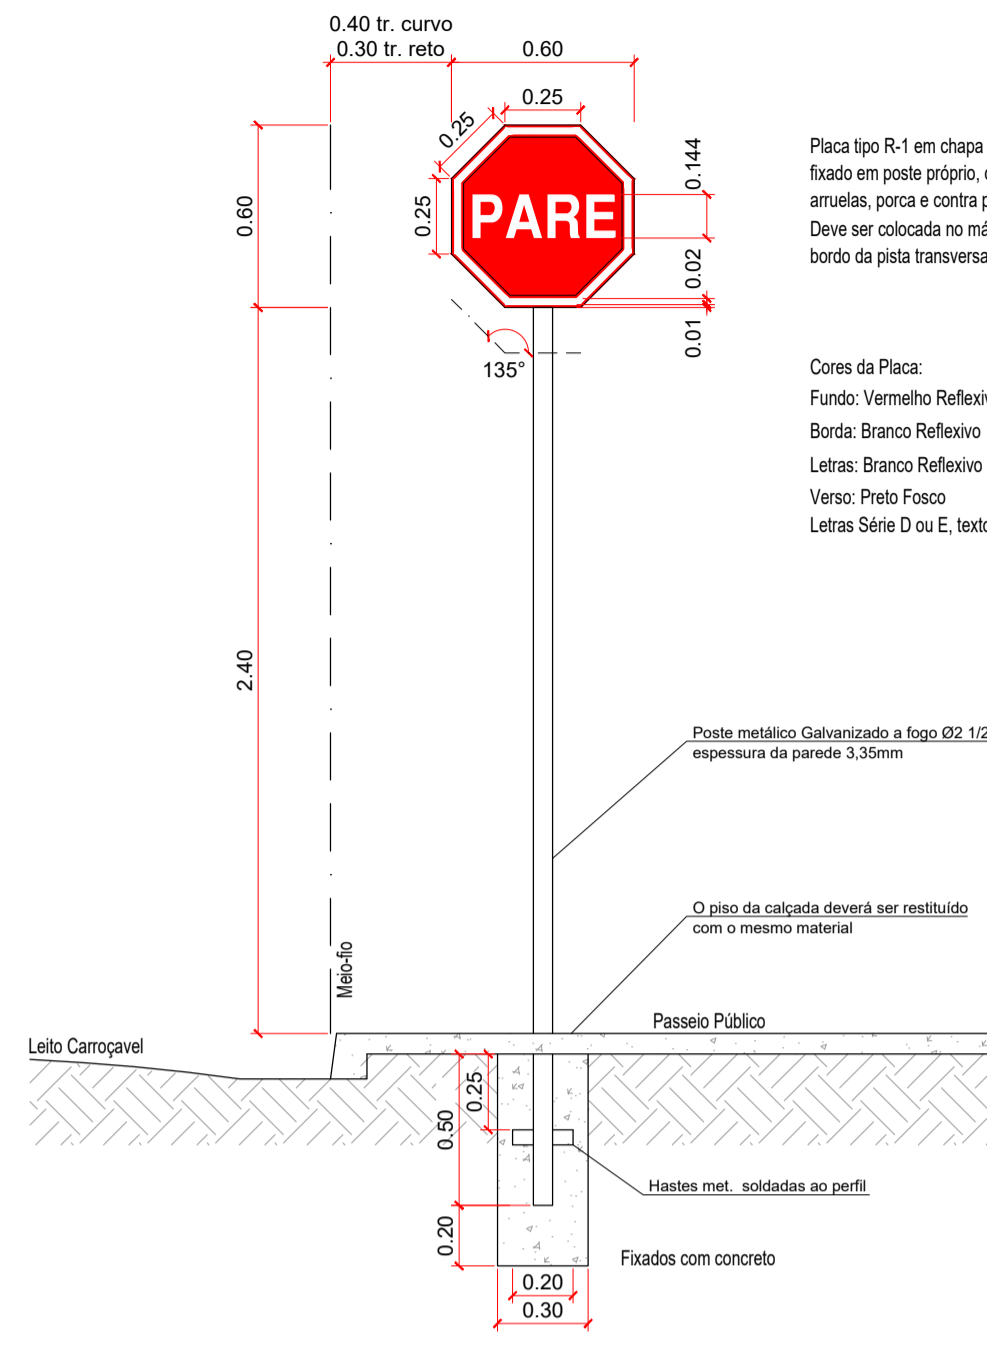 0.40 tr. curvo
0.30 tr. reto
0.60
0.25
0.25
0.25
0.60
0.144
0.02
0.01
PARE
135°
Placa tipo R-1 em chapa
fixado em poste próprio,
arruelas, porca e contra
Deve ser colocada no
bordo da pista
Cores da Placa:
Fundo: Vermelho
Borda: Branco Reflexivo
Letras: Branco Reflexivo
Verso: Preto Fosco
Letras Série D ou E,
2.40
Poste metálico Galvanizado a fogo Ø2 1/2
espessura da parede 3,35mm
O piso da calçada deverá ser restituído
com o mesmo material
Meio-fio
Passeio Público
Leito Carroçavel
0.25
0.50
0.20
Hastes met. soldadas ao perfil
Fixados com concreto
0.20
0.30